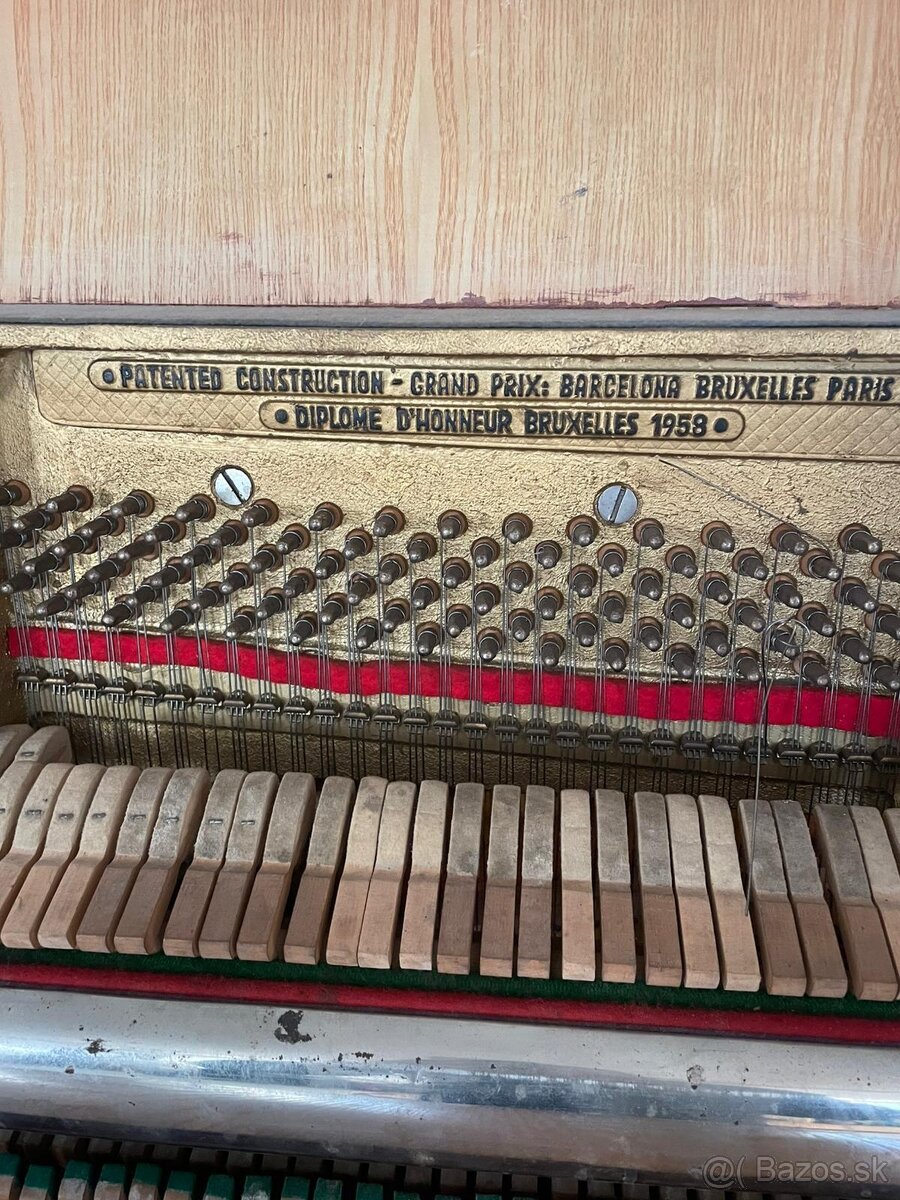 •PATENTED CONSTRUCTION - GRAND PRIX: BARCELONA BRUXELLES PARIS
• DIPLOME D'HONNEUR BRUXELLES 1958 •
@( Bazos.sk